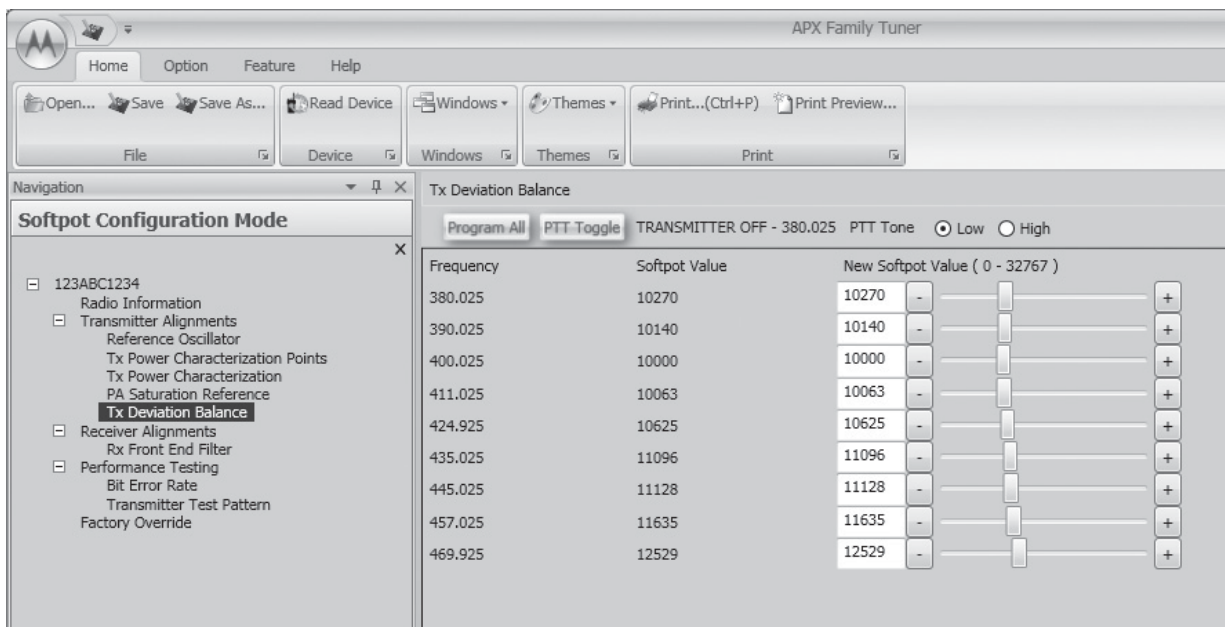 APX Family Tuner
Home Option Feature Help
Open... Save Save As... Read Device Windows Themes Print...(Ctrl+P) Print Preview...
File Device Windows Themes Print
Navigation
Softpot Configuration Mode
123ABC1234
Radio Information
Transmitter Alignments
Reference Oscillator
Tx Power Characterization Points
Tx Power Characterization
PA Saturation Reference
Tx Deviation Balance
Receiver Alignments
Rx Front End Filter
Performance Testing
Bit Error Rate
Transmitter Test Pattern
Factory Override
Tx Deviation Balance
Program All PTT Toggle TRANSMITTER OFF - 380.025 PTT Tone Low High
Frequency Softpot Value New Softpot Value ( 0 - 32767 )
380.025 10270 10270 - +
390.025 10140 10140 - +
400.025 10000 10000 - +
411.025 10063 10063 - +
424.925 10625 10625 - +
435.025 11096 11096 - +
445.025 11128 11128 - +
457.025 11635 11635 - +
469.925 12529 12529 - +